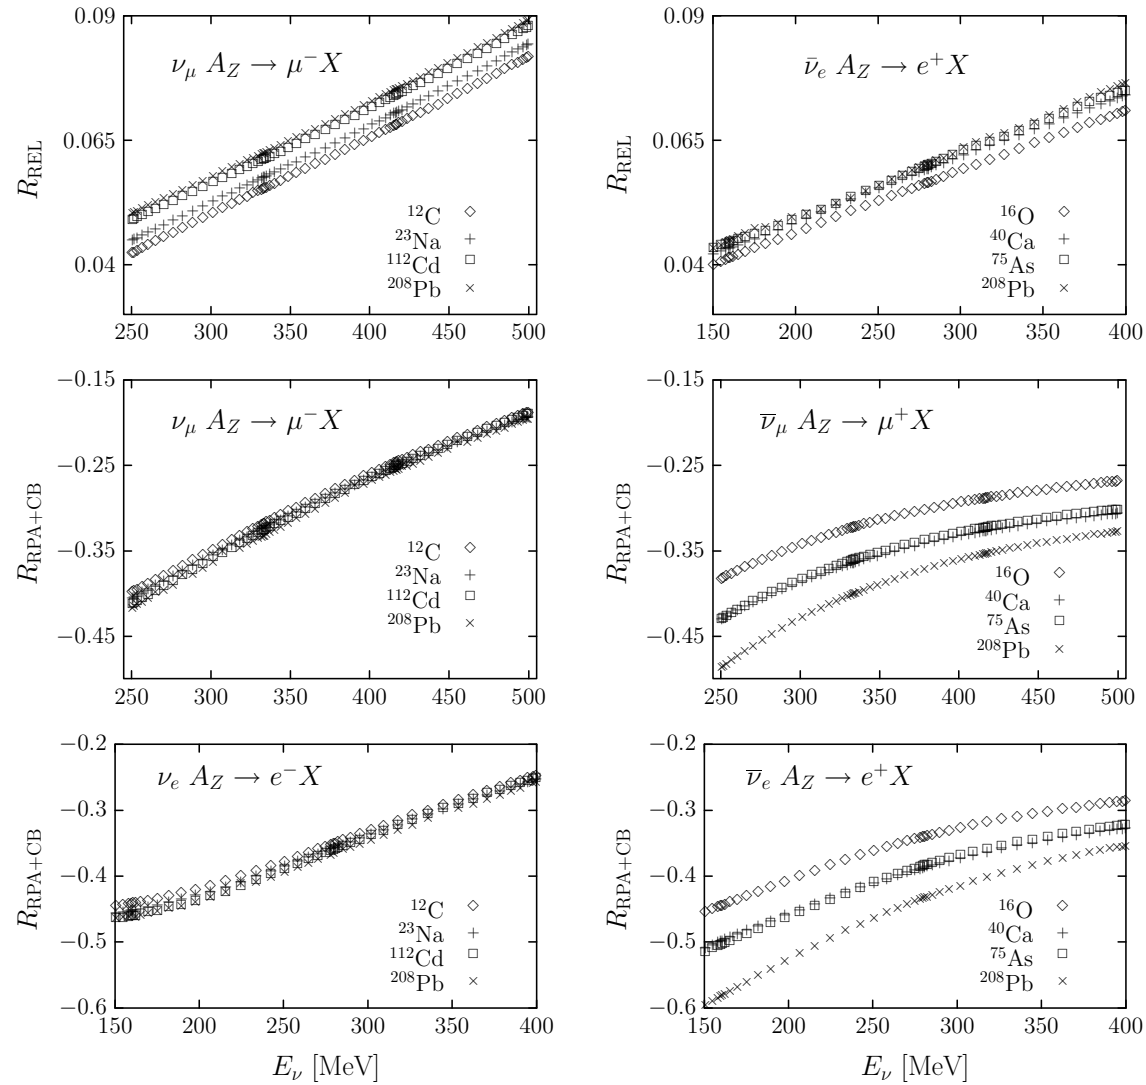 0.09
0.065
0.04
R_REL
ν_μ A_Z → μ⁻X
¹²C
²³Na
¹¹²Cd
²⁰⁸Pb
250 300 350 400 450 500
R_REL
ν̄_e A_Z → e⁺X
0.09
0.065
0.04
¹⁶O
⁴⁰Ca
⁷⁵As
²⁰⁸Pb
150 200 250 300 350 400
−0.15
−0.25
−0.35
−0.45
R_RPA+CB
ν_μ A_Z → μ⁻X
¹²C
²³Na
¹¹²Cd
²⁰⁸Pb
250 300 350 400 450 500
−0.15
−0.25
−0.35
−0.45
R_RPA+CB
ν̄_μ A_Z → μ⁺X
¹⁶O
⁴⁰Ca
⁷⁵As
²⁰⁸Pb
250 300 350 400 450 500
−0.2
−0.3
−0.4
−0.5
−0.6
R_RPA+CB
ν_e A_Z → e⁻X
¹²C
²³Na
¹¹²Cd
²⁰⁸Pb
150 200 250 300 350 400
E_ν [MeV]
−0.2
−0.3
−0.4
−0.5
−0.6
R_RPA+CB
ν̄_e A_Z → e⁺X
¹⁶O
⁴⁰Ca
⁷⁵As
²⁰⁸Pb
150 200 250 300 350 400
E_ν [MeV]